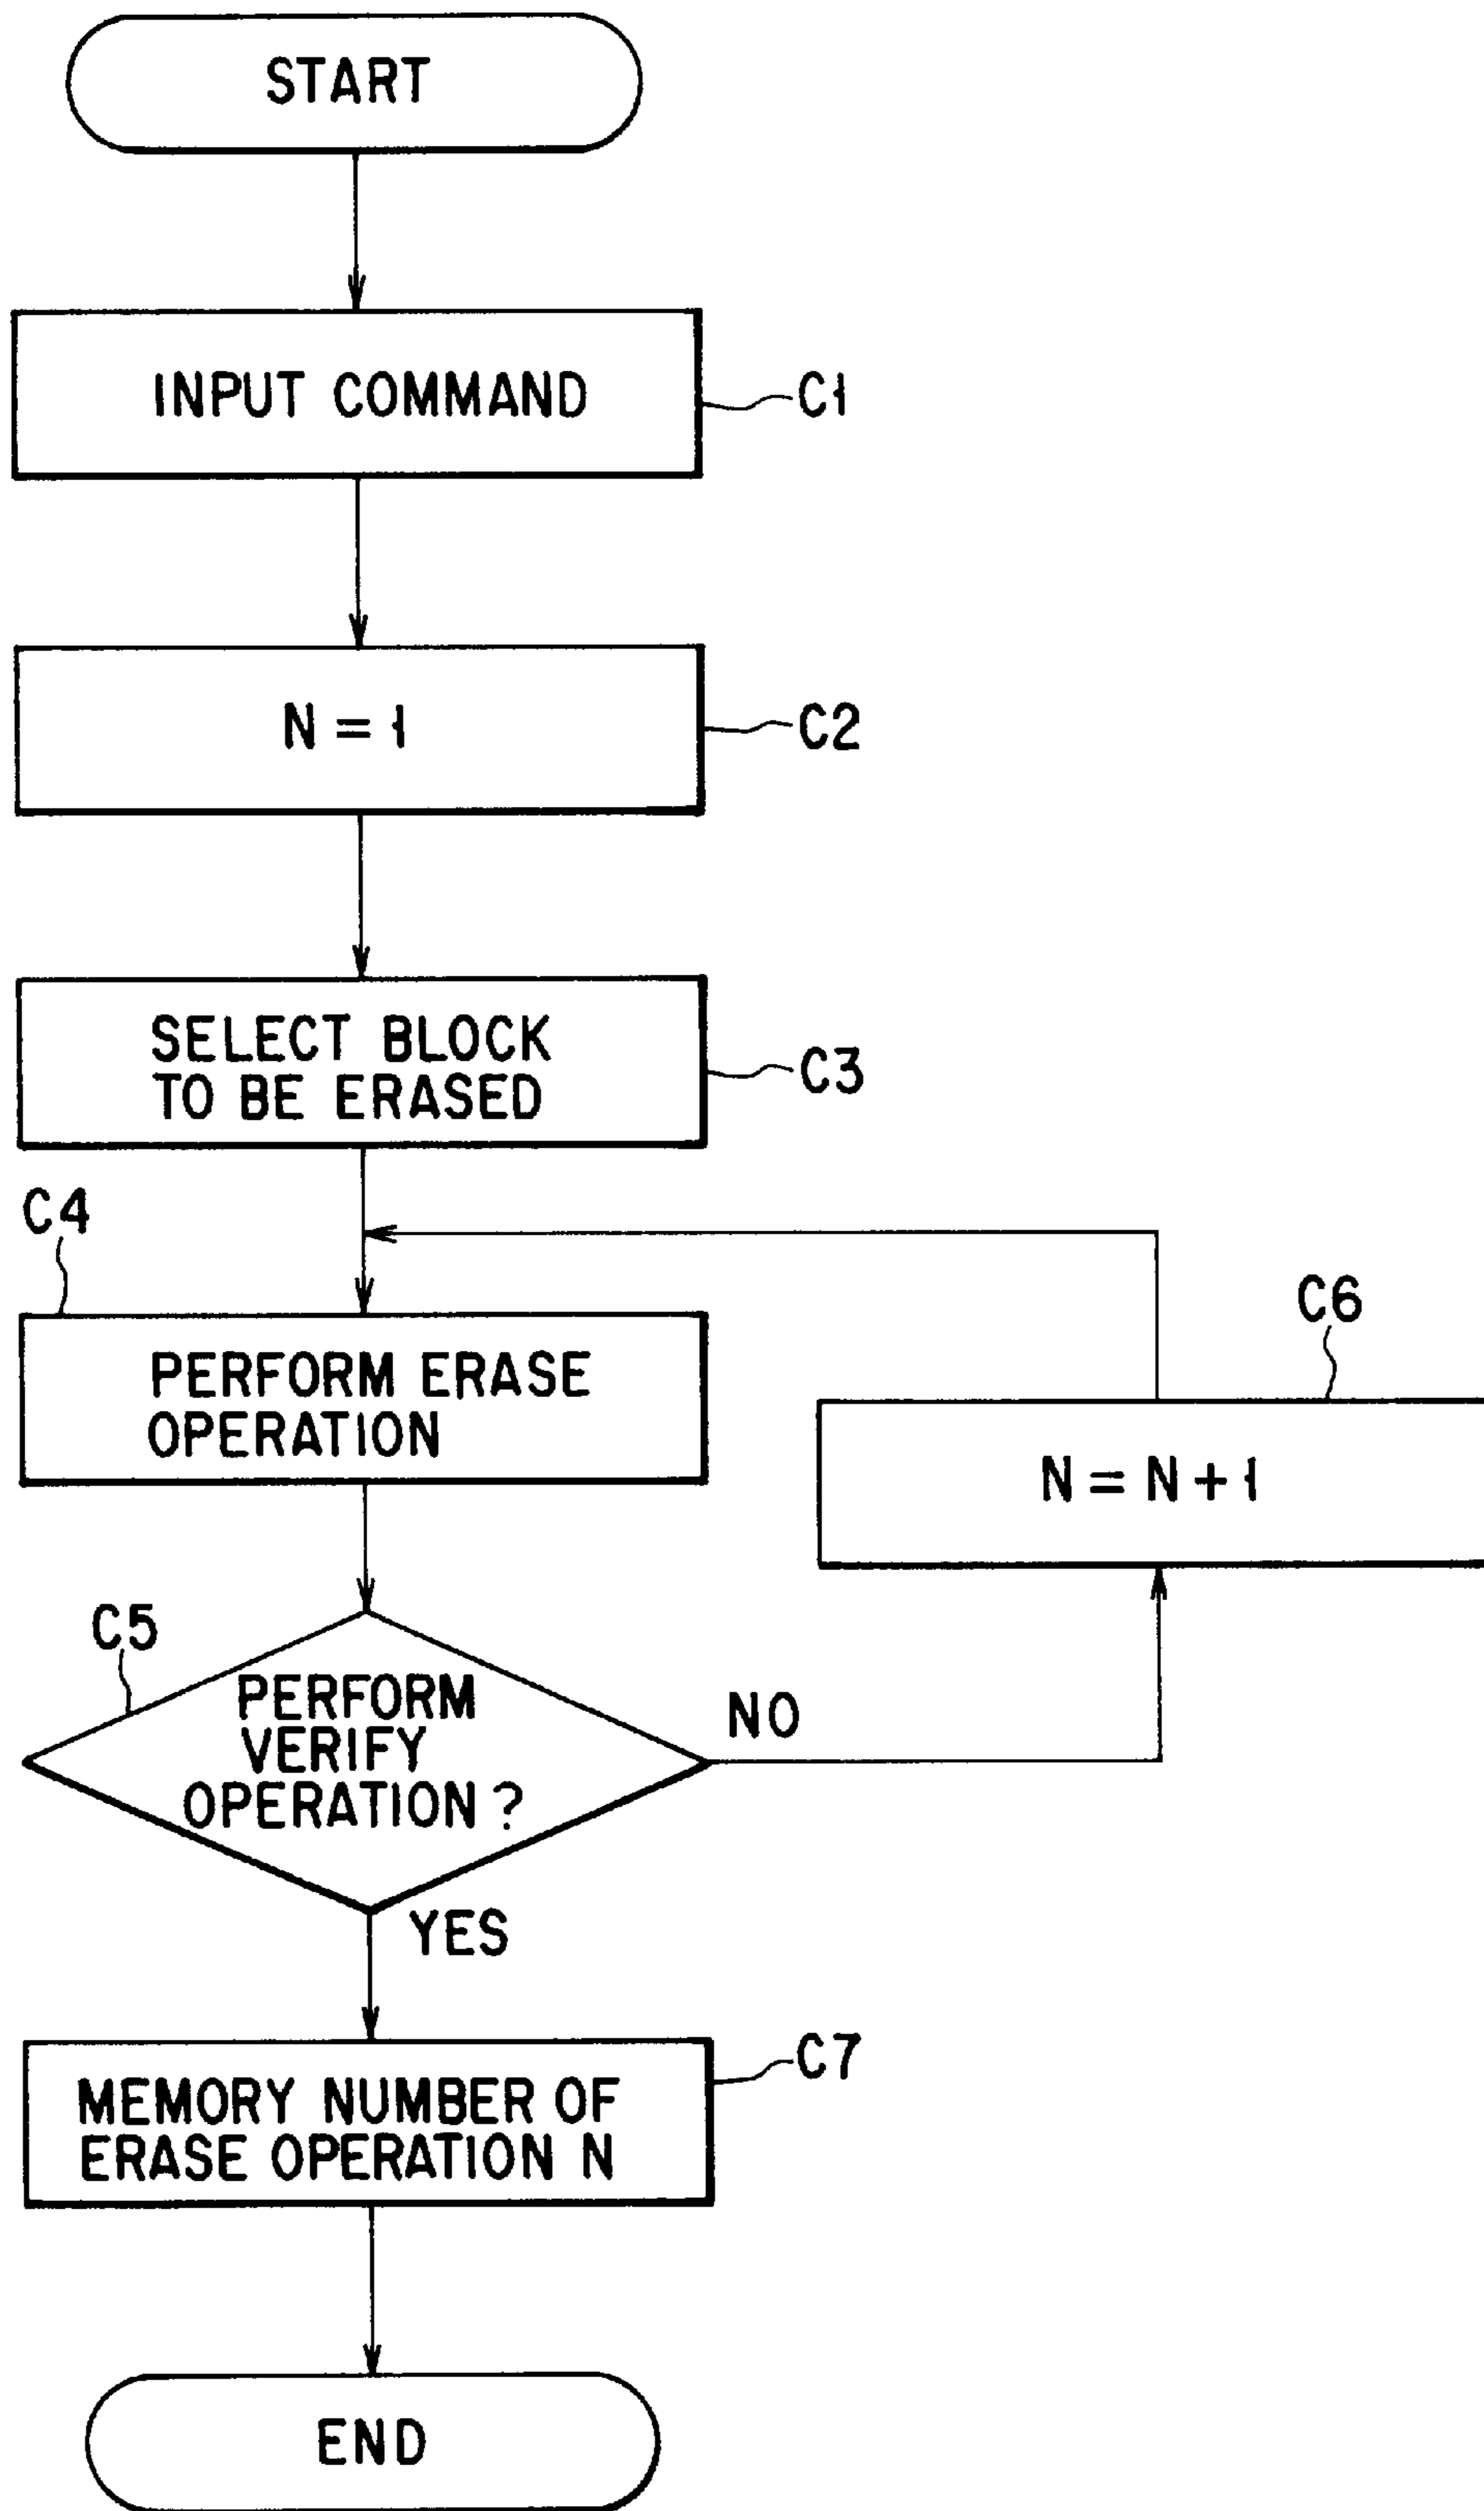 START
INPUT COMMAND
C1
N = 1
C2
SELECT BLOCK
TO BE ERASED
C3
C4
PERFORM ERASE
OPERATION
C6
N = N + 1
C5
PERFORM
VERIFY
OPERATION ?
NO
YES
C7
MEMORY NUMBER OF
ERASE OPERATION N
END